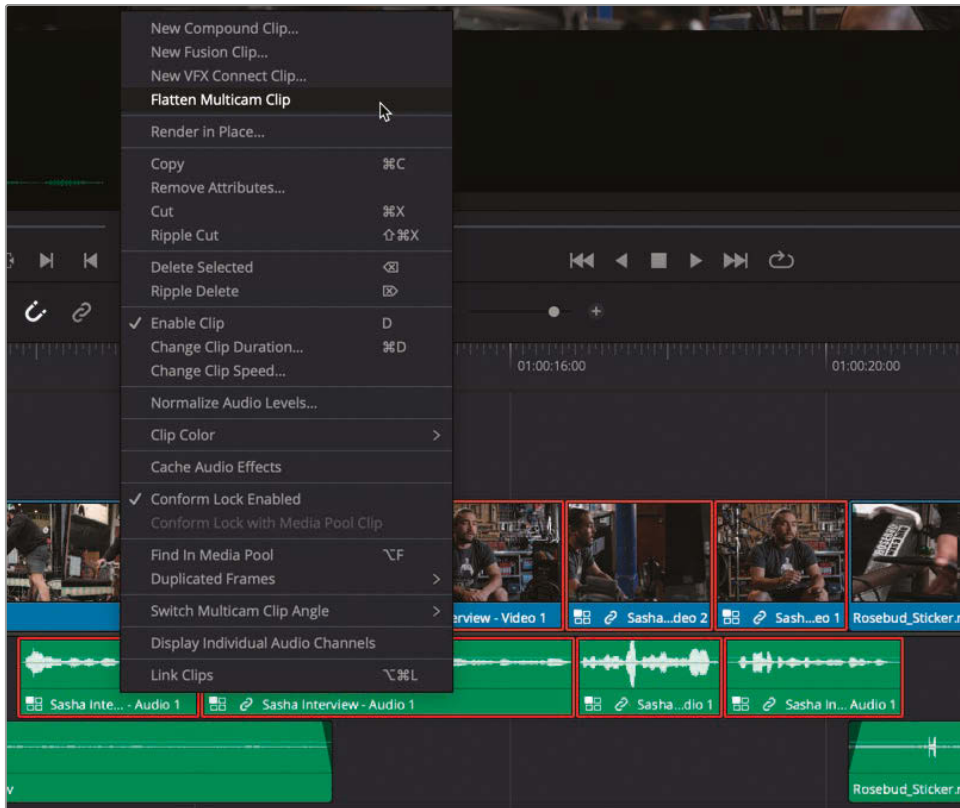 New Compound Clip...
New Fusion Clip...
New VFX Connect Clip...
Flatten Multicam Clip
Render in Place...
Copy ⌘C
Remove Attributes...
Cut ⌘X
Ripple Cut ⇧⌘X
Delete Selected ⌫
Ripple Delete ⌦
Enable Clip D
Change Clip Duration... ⌘D
Change Clip Speed...
Normalize Audio Levels...
Clip Color >
Cache Audio Effects
Conform Lock Enabled
Conform Lock with Media Pool Clip
Find In Media Pool ⌥F
Duplicated Frames >
Switch Multicam Clip Angle >
Display Individual Audio Channels
Link Clips ⌥⌘L
01:00:16:00 01:00:20:00
erview - Video 1 Sasha...deo 2 Sash...eo 1 Rosebud_Sticker.r
Sasha Inte... - Audio 1 Sasha Interview - Audio 1 Sasha...dio 1 Sasha In... Audio 1
v Rosebud_Sticker.r